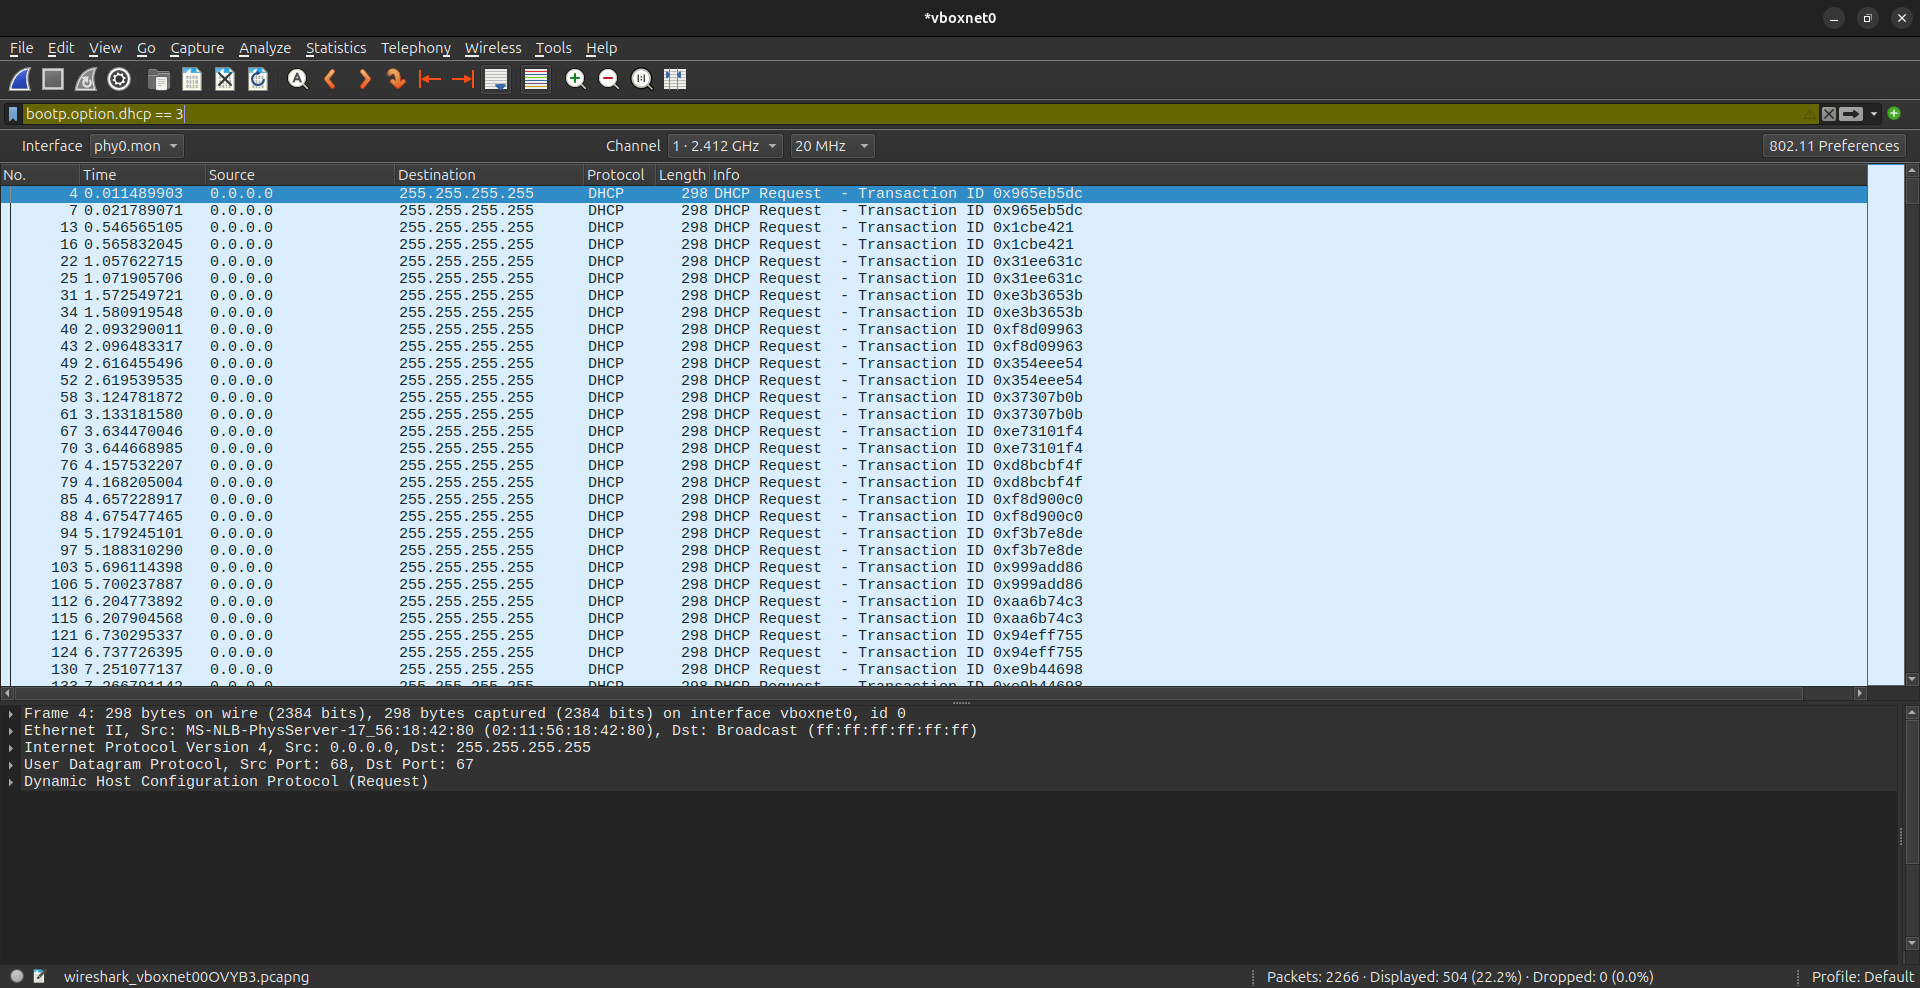 *vboxnet0
File Edit View Go Capture Analyze Statistics Telephony Wireless Tools Help
bootp.option.dhcp == 3
Interface phy0.mon Channel 1 · 2.412 GHz 20 MHz 802.11 Preferences
No. Time Source Destination Protocol Length Info
4 0.011489903 0.0.0.0 255.255.255.255 DHCP 298 DHCP Request - Transaction ID 0x965eb5dc
7 0.021789071 0.0.0.0 255.255.255.255 DHCP 298 DHCP Request - Transaction ID 0x965eb5dc
13 0.546565105 0.0.0.0 255.255.255.255 DHCP 298 DHCP Request - Transaction ID 0x1cbe421
16 0.565832045 0.0.0.0 255.255.255.255 DHCP 298 DHCP Request - Transaction ID 0x1cbe421
22 1.057622715 0.0.0.0 255.255.255.255 DHCP 298 DHCP Request - Transaction ID 0x31ee631c
25 1.071905706 0.0.0.0 255.255.255.255 DHCP 298 DHCP Request - Transaction ID 0x31ee631c
31 1.572549721 0.0.0.0 255.255.255.255 DHCP 298 DHCP Request - Transaction ID 0xe3b3653b
34 1.580919548 0.0.0.0 255.255.255.255 DHCP 298 DHCP Request - Transaction ID 0xe3b3653b
40 2.093290011 0.0.0.0 255.255.255.255 DHCP 298 DHCP Request - Transaction ID 0xf8d09963
43 2.096483317 0.0.0.0 255.255.255.255 DHCP 298 DHCP Request - Transaction ID 0xf8d09963
49 2.616455496 0.0.0.0 255.255.255.255 DHCP 298 DHCP Request - Transaction ID 0x354eee54
52 2.619539535 0.0.0.0 255.255.255.255 DHCP 298 DHCP Request - Transaction ID 0x354eee54
58 3.124781872 0.0.0.0 255.255.255.255 DHCP 298 DHCP Request - Transaction ID 0x37307b0b
61 3.133181580 0.0.0.0 255.255.255.255 DHCP 298 DHCP Request - Transaction ID 0x37307b0b
67 3.634470046 0.0.0.0 255.255.255.255 DHCP 298 DHCP Request - Transaction ID 0xe73101f4
70 3.644668985 0.0.0.0 255.255.255.255 DHCP 298 DHCP Request - Transaction ID 0xe73101f4
76 4.157532207 0.0.0.0 255.255.255.255 DHCP 298 DHCP Request - Transaction ID 0xd8bcbf4f
79 4.168205004 0.0.0.0 255.255.255.255 DHCP 298 DHCP Request - Transaction ID 0xd8bcbf4f
85 4.657228917 0.0.0.0 255.255.255.255 DHCP 298 DHCP Request - Transaction ID 0xf8d900c0
88 4.675477465 0.0.0.0 255.255.255.255 DHCP 298 DHCP Request - Transaction ID 0xf8d900c0
94 5.179245101 0.0.0.0 255.255.255.255 DHCP 298 DHCP Request - Transaction ID 0xf3b7e8de
97 5.188310290 0.0.0.0 255.255.255.255 DHCP 298 DHCP Request - Transaction ID 0xf3b7e8de
103 5.696114398 0.0.0.0 255.255.255.255 DHCP 298 DHCP Request - Transaction ID 0x999add86
106 5.700237887 0.0.0.0 255.255.255.255 DHCP 298 DHCP Request - Transaction ID 0x999add86
112 6.204773892 0.0.0.0 255.255.255.255 DHCP 298 DHCP Request - Transaction ID 0xaa6b74c3
115 6.207904568 0.0.0.0 255.255.255.255 DHCP 298 DHCP Request - Transaction ID 0xaa6b74c3
121 6.730295337 0.0.0.0 255.255.255.255 DHCP 298 DHCP Request - Transaction ID 0x94eff755
124 6.737726395 0.0.0.0 255.255.255.255 DHCP 298 DHCP Request - Transaction ID 0x94eff755
130 7.251077137 0.0.0.0 255.255.255.255 DHCP 298 DHCP Request - Transaction ID 0xe9b44698
133 7.266791142 0.0.0.0 255.255.255.255 DHCP 298 DHCP Request - Transaction ID 0xe9b44698
Frame 4: 298 bytes on wire (2384 bits), 298 bytes captured (2384 bits) on interface vboxnet0, id 0
Ethernet II, Src: MS-NLB-PhysServer-17_56:18:42:80 (02:11:56:18:42:80), Dst: Broadcast (ff:ff:ff:ff:ff:ff)
Internet Protocol Version 4, Src: 0.0.0.0, Dst: 255.255.255.255
User Datagram Protocol, Src Port: 68, Dst Port: 67
Dynamic Host Configuration Protocol (Request)
wireshark_vboxnet00OVYB3.pcapng Packets: 2266 · Displayed: 504 (22.2%) · Dropped: 0 (0.0%) Profile: Default